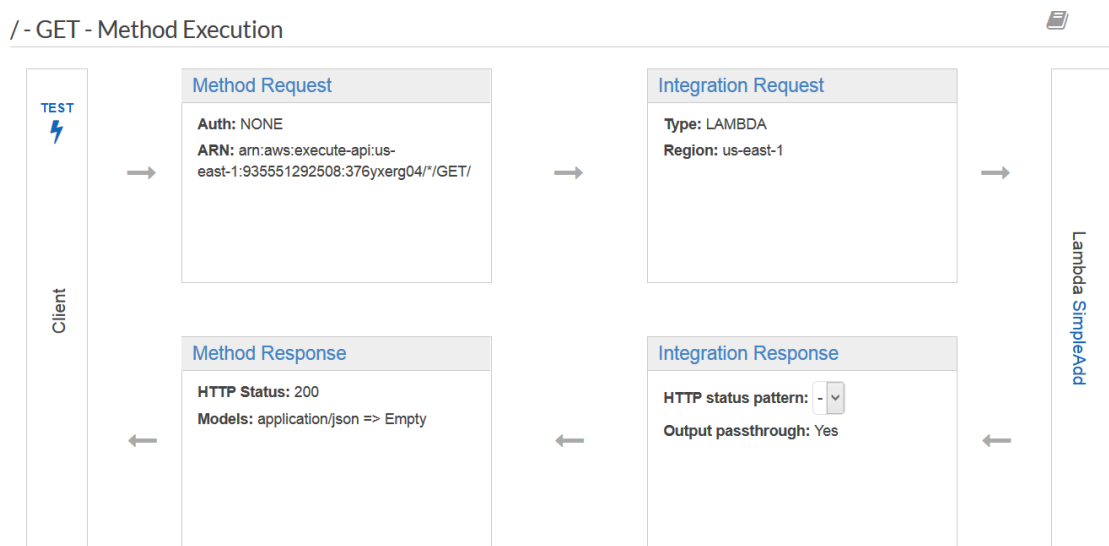 / - GET - Method Execution
TEST
Client
Method Request
Auth: NONE
ARN: arn:aws:execute-api:us-
east-1:935551292508:376yxerg04/*/GET/
Integration Request
Type: LAMBDA
Region: us-east-1
Lambda SimpleAdd
Method Response
HTTP Status: 200
Models: application/json => Empty
Integration Response
HTTP status pattern: -
Output passthrough: Yes